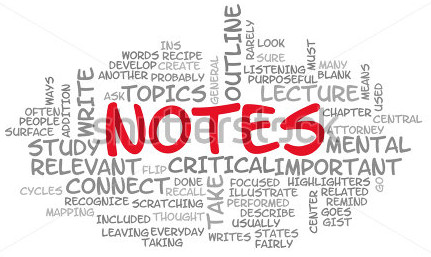 INS
WORDS RECIPE
DEVELOP CREATE
ANOTHER PROBABLY
ASK TOPICS
GENERAL
OUTLINE
RARELY
LOOK
SURE
LISTENING
PURPOSEFUL
MUST
MANY
BLANK
LECTURE
MEANS
USED
CHAPTER
CENTRAL
ATTORNEY
WAYS
OFTEN
PEOPLE
SURFACE
ADDITION
WRITE
NOTES
STUDY
MENTAL
RELEVANT FLIP CRITICAL IMPORTANT
CYCLES CONNECT
DONE
RECALL
TAKE
FOCUSED HIGHLIGHTERS
GO
ILLUSTRATE RELATED
RECOGNIZE SCRATCHING
PERFORMED
CENTER
REMIND
MAPPING
INCLUDED THOUGHT
DESCRIBE
GOES
USUALLY
GIST
LEAVING EVERYDAY
WRITES STATES
TAKING
FAIRLY